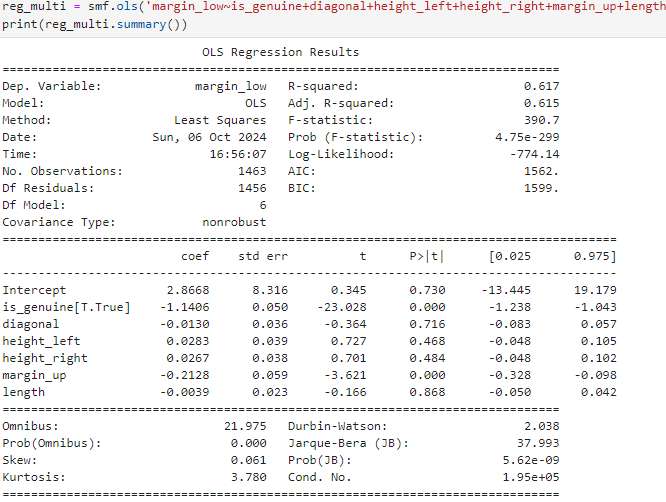 reg_multi = smf.ols('margin_low~is_genuine+diagonal+height_left+height_right+margin_up+length
print(reg_multi.summary())
                            OLS Regression Results
==============================================================================
Dep. Variable:             margin_low   R-squared:                       0.617
Model:                            OLS   Adj. R-squared:                  0.615
Method:                 Least Squares   F-statistic:                     390.7
Date:                Sun, 06 Oct 2024   Prob (F-statistic):          4.75e-299
Time:                        16:56:07   Log-Likelihood:                -774.14
No. Observations:                1463   AIC:                             1562.
Df Residuals:                    1456   BIC:                             1599.
Df Model:                           6
Covariance Type:            nonrobust
======================================================================================
                         coef    std err          t      P>|t|      [0.025      0.975]
--------------------------------------------------------------------------------------
Intercept              2.8668      8.316      0.345      0.730     -13.445      19.179
is_genuine[T.True]    -1.1406      0.050    -23.028      0.000      -1.238      -1.043
diagonal              -0.0130      0.036     -0.364      0.716      -0.083       0.057
height_left            0.0283      0.039      0.727      0.468      -0.048       0.105
height_right           0.0267      0.038      0.701      0.484      -0.048       0.102
margin_up             -0.2128      0.059     -3.621      0.000      -0.328      -0.098
length                -0.0039      0.023     -0.166      0.868      -0.050       0.042
==============================================================================
Omnibus:                       21.975   Durbin-Watson:                   2.038
Prob(Omnibus):                  0.000   Jarque-Bera (JB):               37.993
Skew:                           0.061   Prob(JB):                     5.62e-09
Kurtosis:                       3.780   Cond. No.                     1.95e+05
==============================================================================